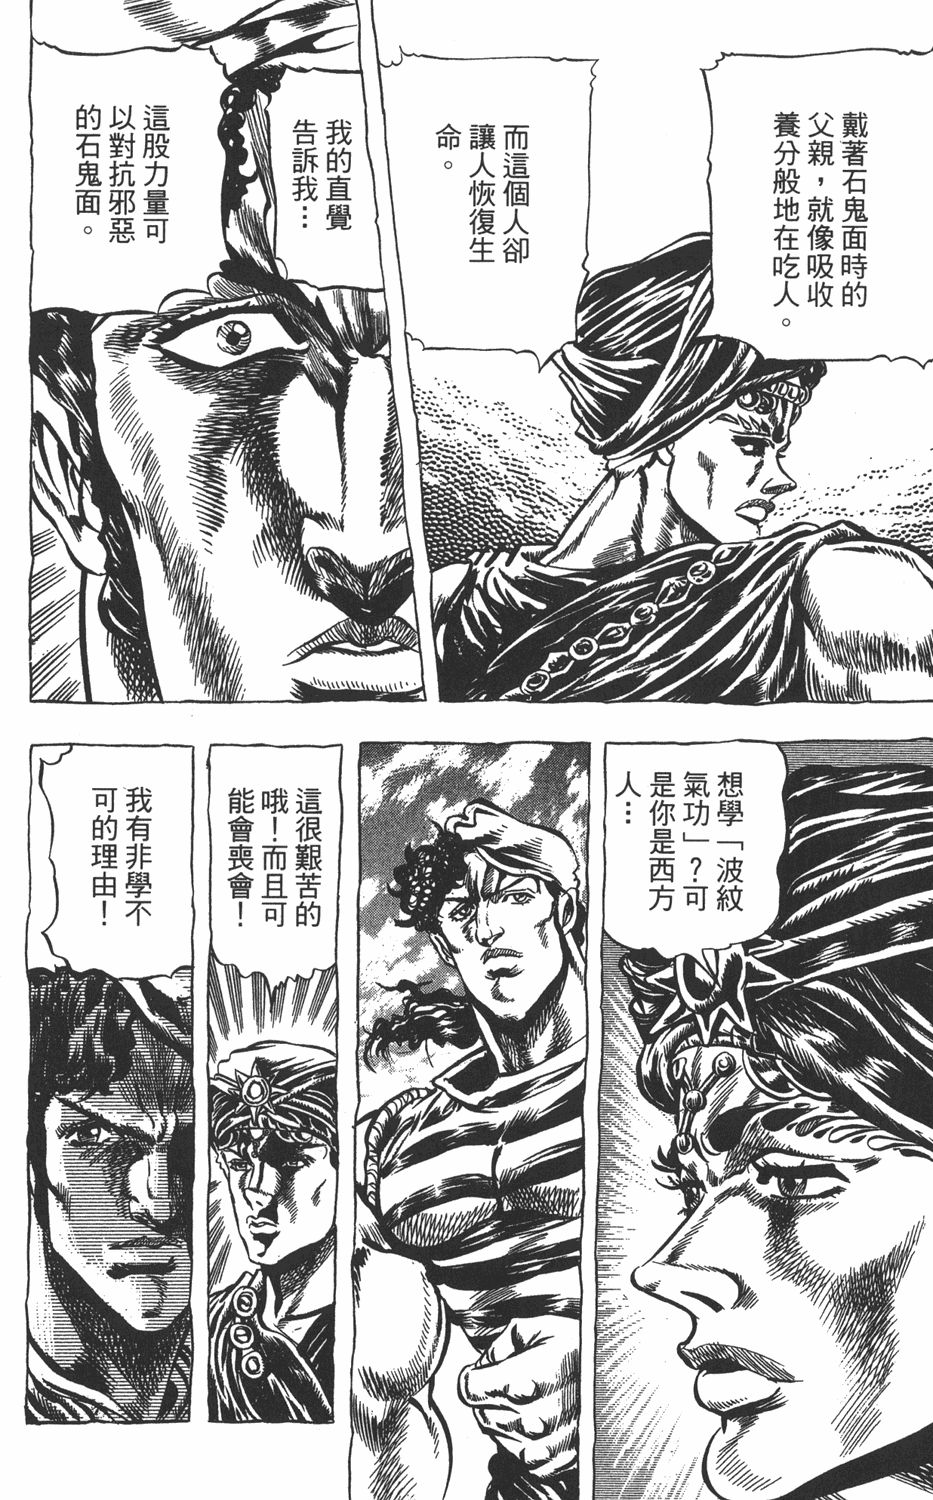 戴著石鬼面時的
父親，就像吸收
養分般地在吃人。
而這個人卻
讓人恢復生
命。
我的直覺
告訴我…
這股力量可
以對抗邪惡
的石鬼面。
想學「波紋
氣功」？可
是你是西方
人…
這很艱苦的
哦！而且可
能會喪會！
我有非學不
可的理由！